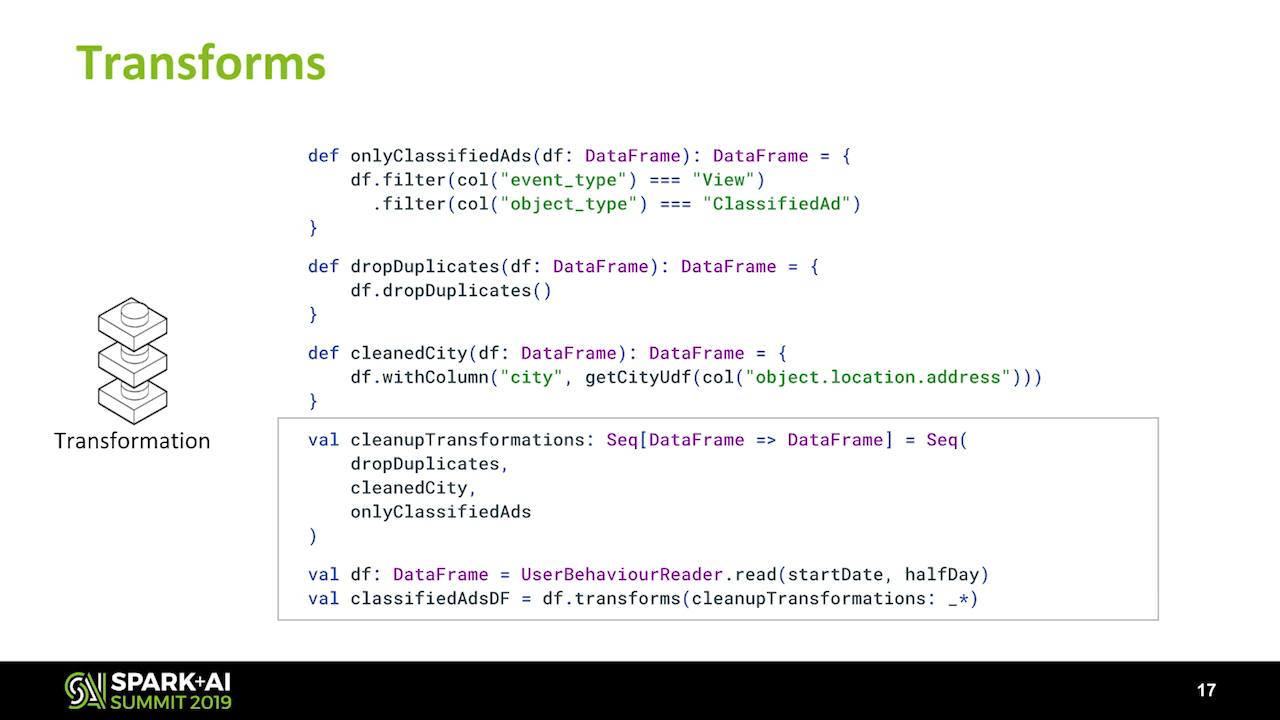 Transforms
def onlyClassifiedAds(df: DataFrame): DataFrame = {
    df.filter(col("event_type") === "View")
      .filter(col("object_type") === "ClassifiedAd")
}
def dropDuplicates(df: DataFrame): DataFrame = {
    df.dropDuplicates()
}
def cleanedCity(df: DataFrame): DataFrame = {
    df.withColumn("city", getCityUdf(col("object.location.address")))
}
Transformation
val cleanupTransformations: Seq[DataFrame => DataFrame] = Seq(
    dropDuplicates,
    cleanedCity,
    onlyClassifiedAds
)
val df: DataFrame = UserBehaviourReader.read(startDate, halfDay)
val classifiedAdsDF = df.transforms(cleanupTransformations: _*)
SPARK+AI
SUMMIT 2019
17